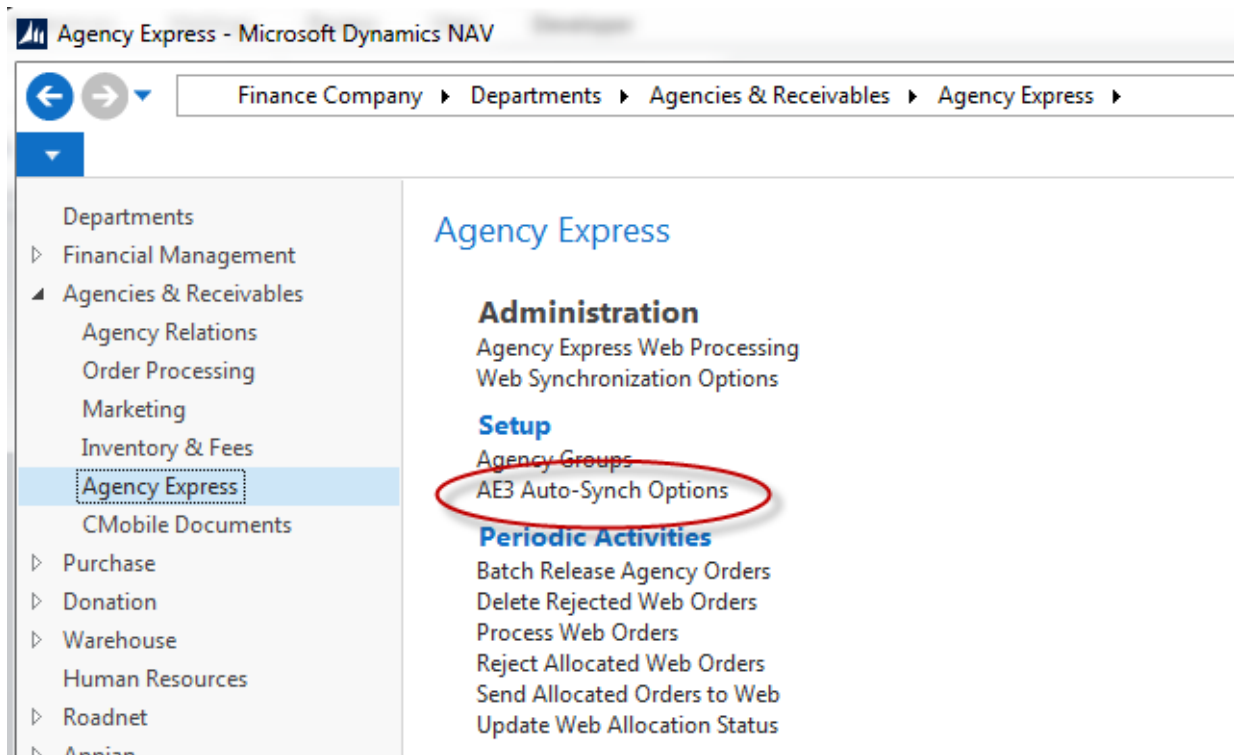 Agency Express - Microsoft Dynamics NAV
Finance Company Departments Agencies & Receivables Agency Express
Departments
Financial Management
Agencies & Receivables
Agency Relations
Order Processing
Marketing
Inventory & Fees
Agency Express
CMobile Documents
Purchase
Donation
Warehouse
Human Resources
Roadnet
Agency Express
Administration
Agency Express Web Processing
Web Synchronization Options
Setup
Agency Groups
AE3 Auto-Synch Options
Periodic Activities
Batch Release Agency Orders
Delete Rejected Web Orders
Process Web Orders
Reject Allocated Web Orders
Send Allocated Orders to Web
Update Web Allocation Status